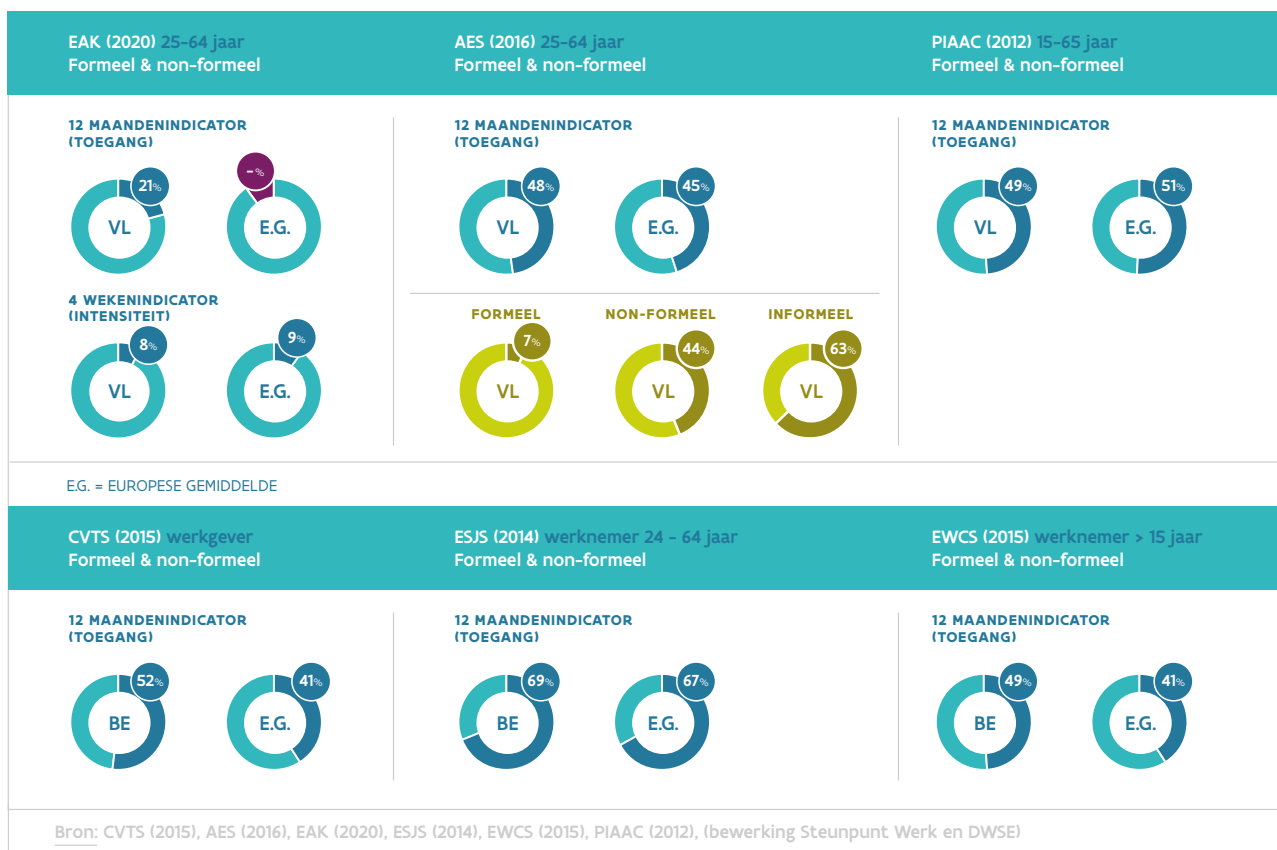 EAK (2020) 25-64 jaar
Formeel & non-formeel
12 MAANDENINDICATOR
(TOEGANG)
21%
VL
-%
E.G.
4 WEKENINDICATOR
(INTENSITEIT)
8%
VL
9%
E.G.
AES (2016) 25-64 jaar
Formeel & non-formeel
12 MAANDENINDICATOR
(TOEGANG)
48%
VL
45%
E.G.
FORMEEL
7%
VL
NON-FORMEEL
44%
VL
INFORMEEL
63%
VL
PIAAC (2012) 15-65 jaar
Formeel & non-formeel
12 MAANDENINDICATOR
(TOEGANG)
49%
VL
51%
E.G.
E.G. = EUROPESE GEMIDDELDE
CVTS (2015) werkgever
Formeel & non-formeel
12 MAANDENINDICATOR
(TOEGANG)
52%
BE
41%
E.G.
ESJS (2014) werknemer 24 - 64 jaar
Formeel & non-formeel
12 MAANDENINDICATOR
(TOEGANG)
69%
BE
67%
E.G.
EWCS (2015) werknemer > 15 jaar
Formeel & non-formeel
12 MAANDENINDICATOR
(TOEGANG)
49%
BE
41%
E.G.
Bron: CVTS (2015), AES (2016), EAK (2020), ESJS (2014), EWCS (2015), PIAAC (2012), (bewerking Steunpunt Werk en DWSE)